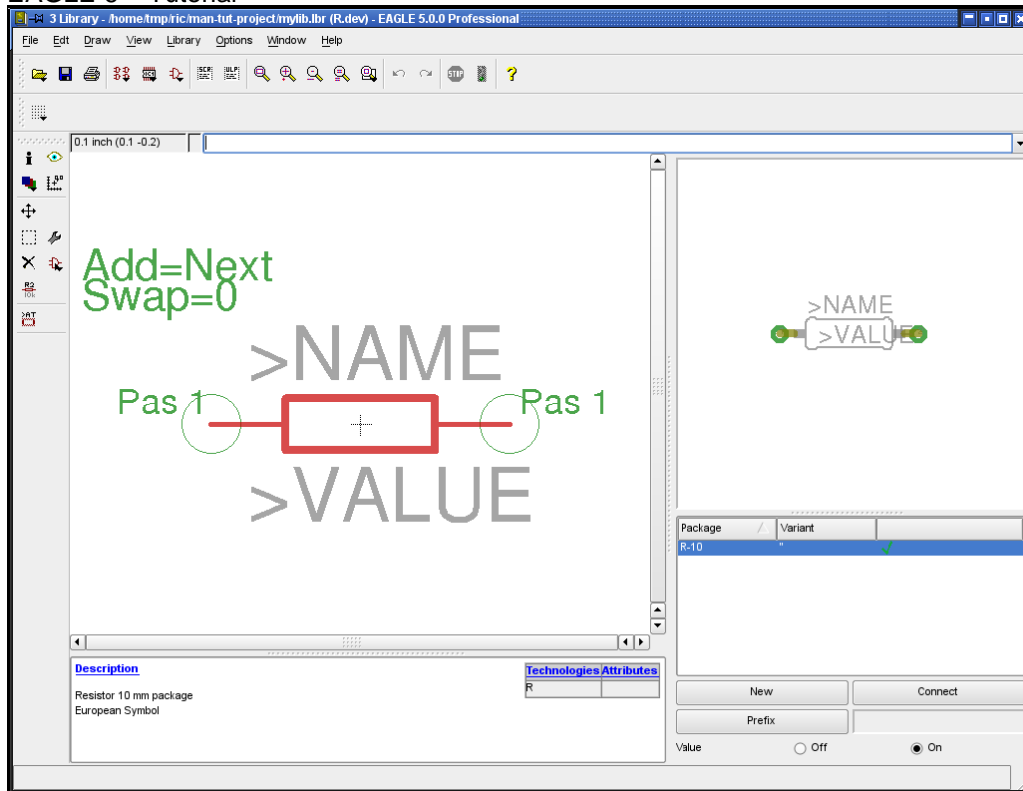 3 Library - /home/tmp/ric/man-tut-project/mylib.lbr (R.dev) - EAGLE 5.0.0 Professional
File Edt Draw View Library Options Window Help
0.1 inch (0.1 -0.2)
Add=Next
Swap=0
>NAME
Pas 1 Pas 1
>VALUE
>NAME
>VALUE
Package Variant
R-10 "
Description
Resistor 10 mm package
European Symbol
Technologies Attributes
R
New Connect
Prefix
Value Off On